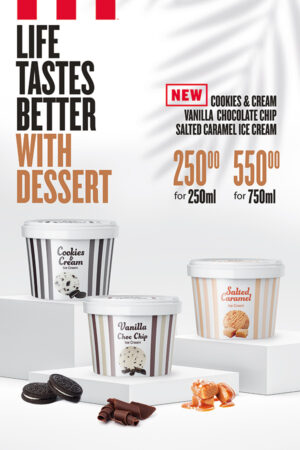 LIFE
TASTES
BETTER
WITH
DESSERT
NEW COOKIES & CREAM
VANILLA CHOCOLATE CHIP
SALTED CARAMEL ICE CREAM
25000 55000
for 250ml for 750ml
Cookies
& Cream
Ice Cream
Vanilla
Choc Chip
Ice Cream
Salted
Caramel
Ice Cream